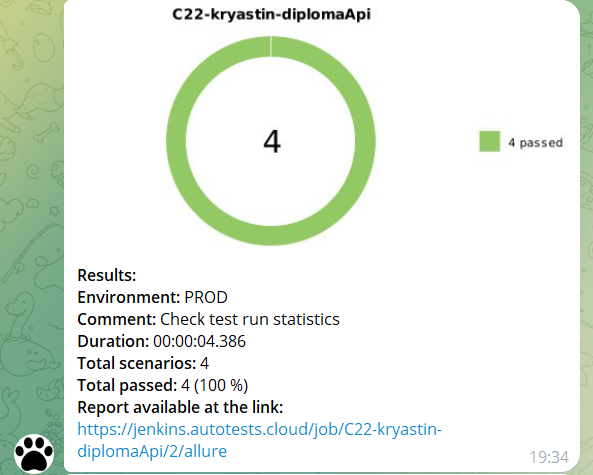 C22-kryastin-diplomaApi
4
4 passed
Results:
Environment: PROD
Comment: Check test run statistics
Duration: 00:00:04.386
Total scenarios: 4
Total passed: 4 (100 %)
Report available at the link:
https://jenkins.autotests.cloud/job/C22-kryastin-
diplomaApi/2/allure
19:34